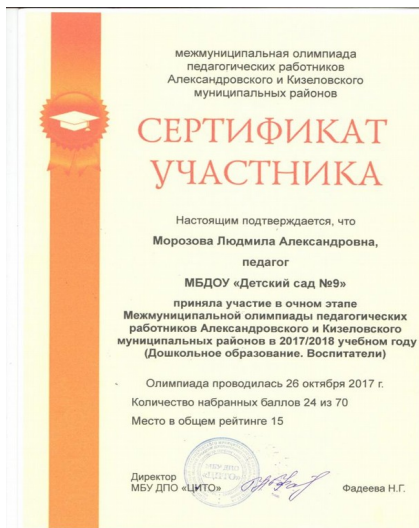 межмуниципальная олимпиада
педагогических работников
Александровского и Кизеловского
муниципальных районов
СЕРТИФИКАТ
УЧАСТНИКА
Настоящим подтверждается, что
Морозова Людмила Александровна,
педагог
МБДОУ «Детский сад №9»
приняла участие в очном этапе
Межмуниципальной олимпиады педагогических
работников Александровского и Кизеловского
муниципальных районов в 2017/2018 учебном году
(Дошкольное образование. Воспитатели)
Олимпиада проводилась 26 октября 2017 г.
Количество набранных баллов 24 из 70
Место в общем рейтинге 15
Директор
МБУ ДПО «ЦИТО» Фадеева Н.Г.